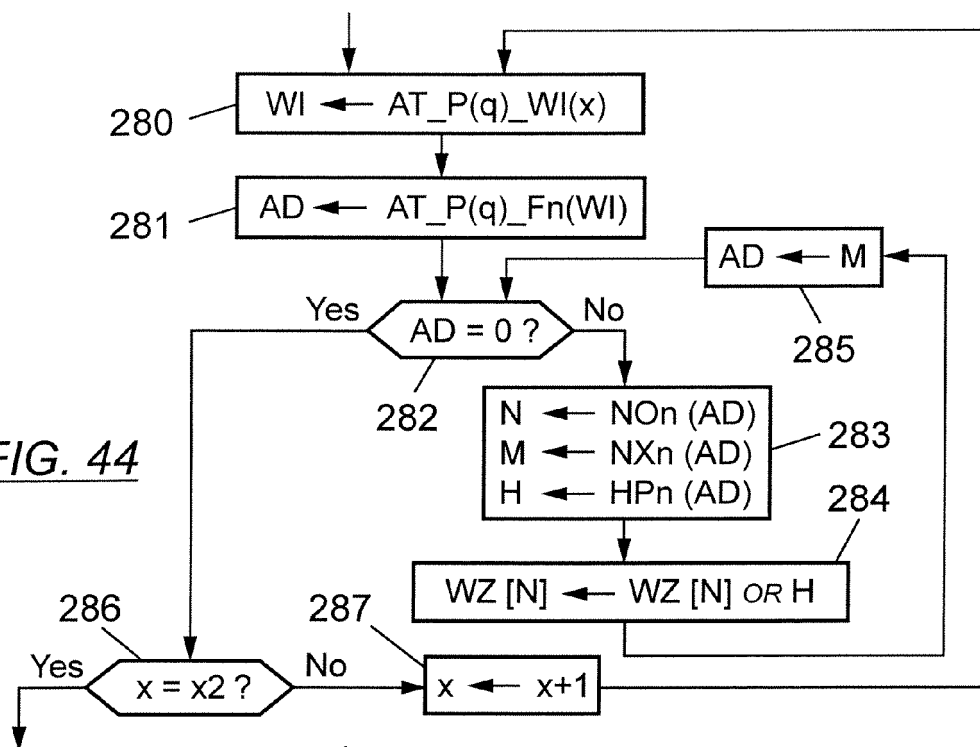 WI ← AT_P(q)_WI(x)
280
AD ← AT_P(q)_Fn(WI)
281
AD ← M
285
Yes
AD = 0 ?
No
282
N ← NOn (AD)
M ← NXn (AD)
H ← HPn (AD)
283
FIG. 44
284
WZ [N] ← WZ [N] OR H
286
287
Yes
x = x2 ?
No
x ← x+1